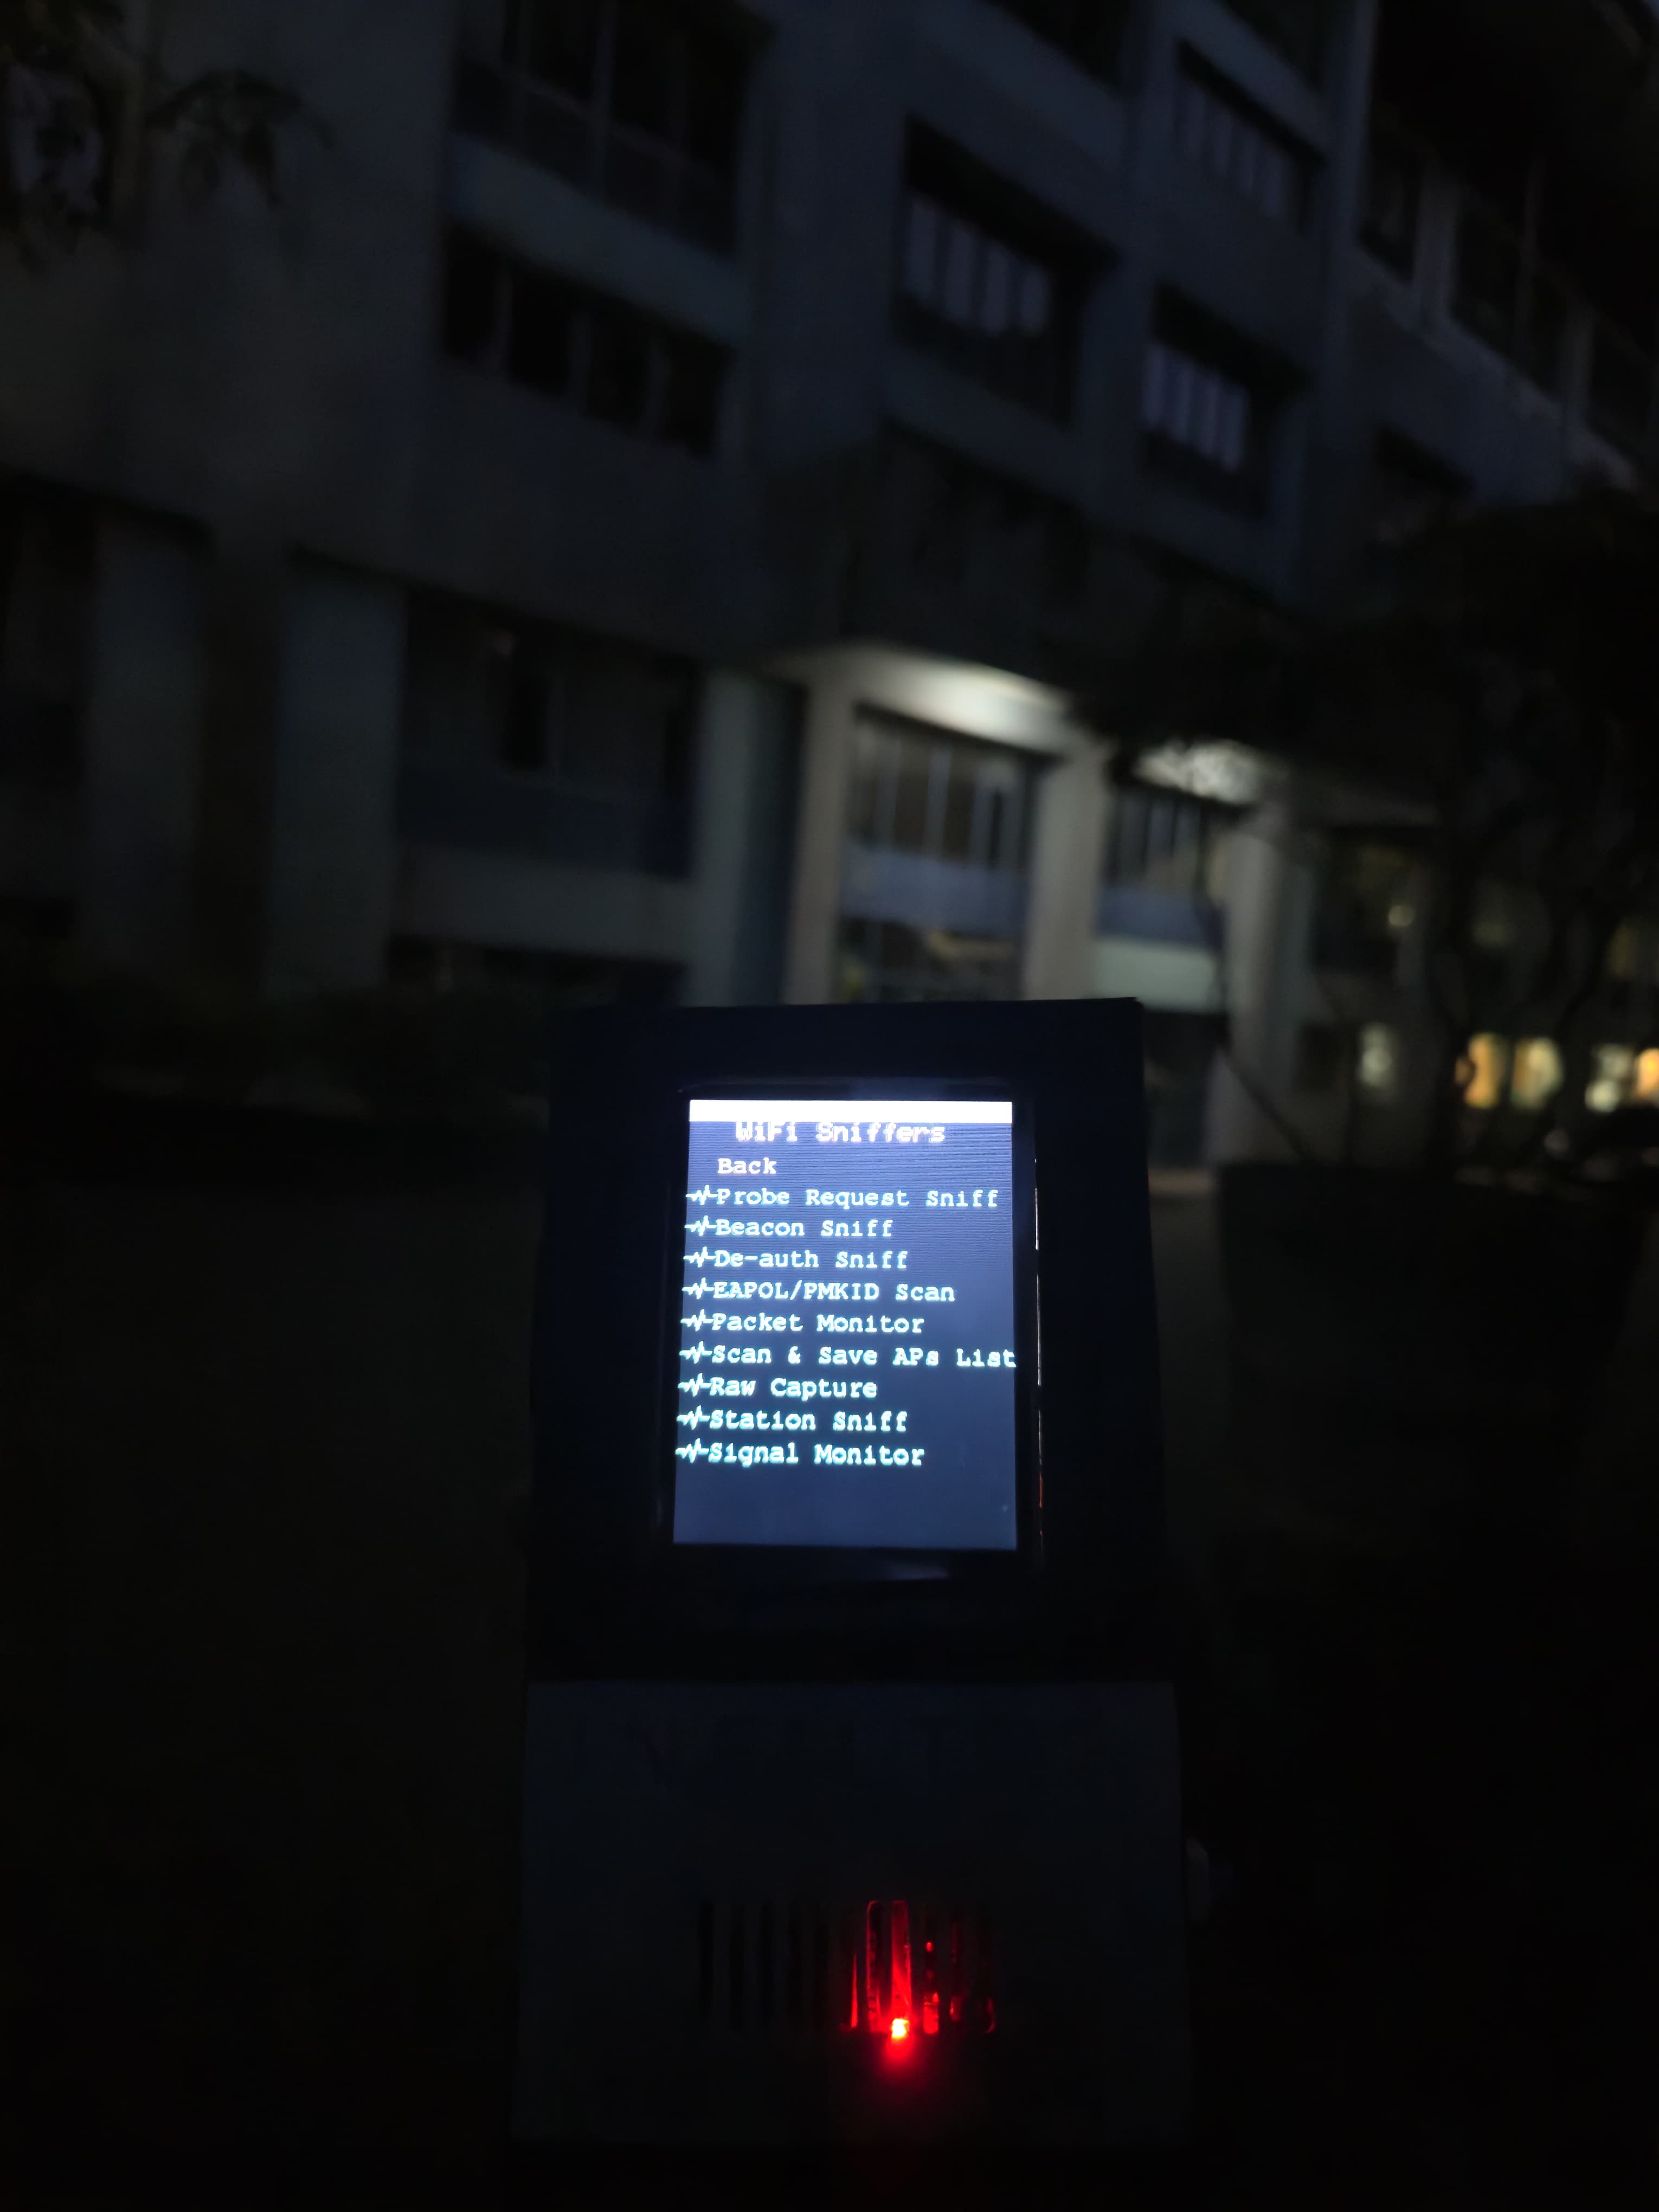 WiFi Sniffers
Back
Probe Request Sniff
Beacon Sniff
De-auth Sniff
EAPOL/PMKID Scan
Packet Monitor
Scan & Save APs List
Raw Capture
Station Sniff
Signal Monitor